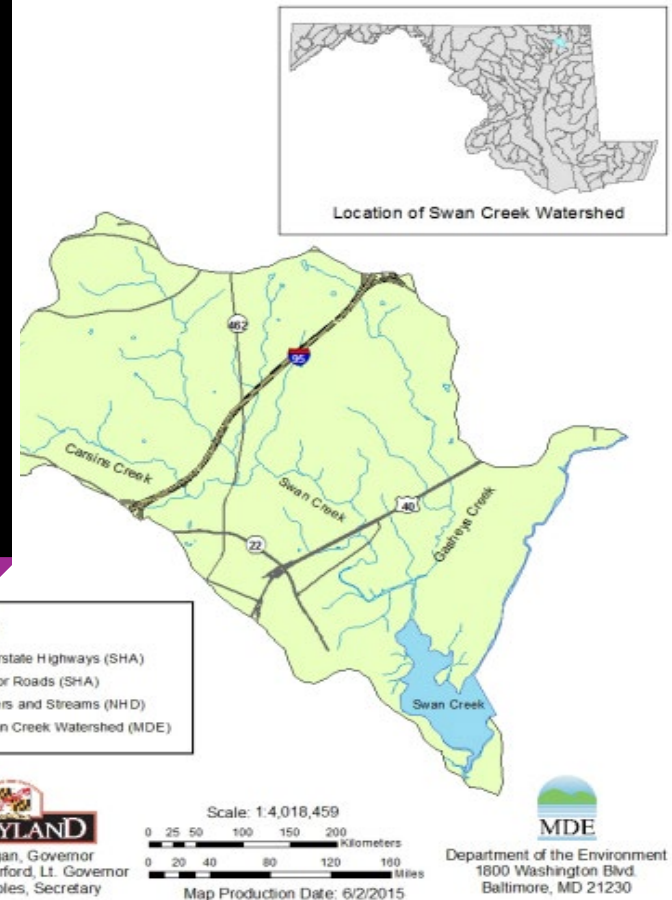 Location of Swan Creek Watershed
462
95
Carsins Creek
Swan Creek
40
Gasheys Creek
22
Swan Creek
rstate Highways (SHA)
or Roads (SHA)
ers and Streams (NHD)
n Creek Watershed (MDE)
YLAND
an, Governor
rford, Lt. Governor
bles, Secretary
Scale: 1:4,018,459
0 25 50 100 150 200
Kilometers
0 20 40 80 120 160
Miles
Map Production Date: 6/2/2015
MDE
Department of the Environment
1800 Washington Blvd.
Baltimore, MD 21230